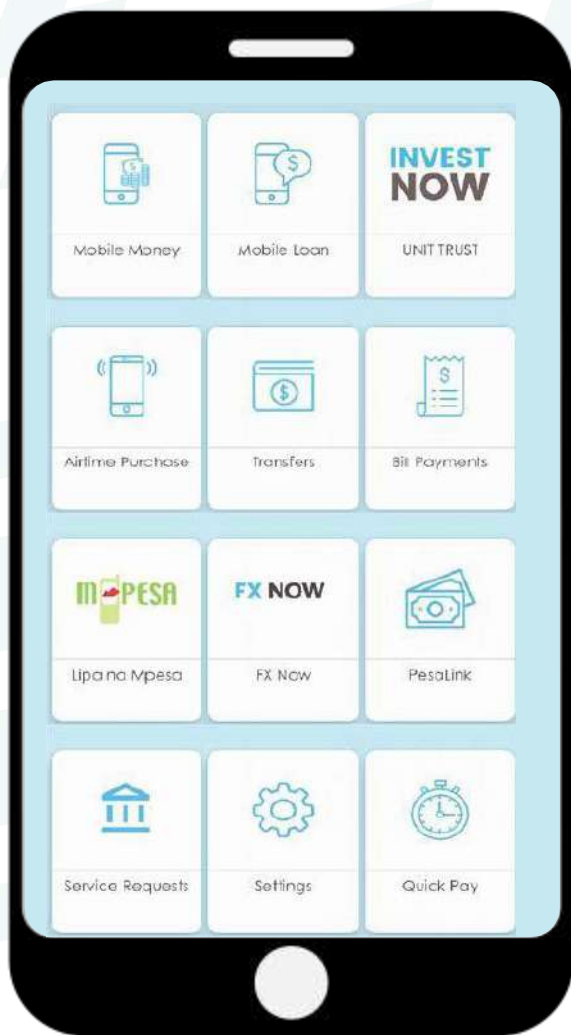 INVEST
NOW
Mobile Money
Mobile Loan
UNIT TRUST
Airtime Purchase
Transfers
Bill Payments
M-PESA
FX NOW
Lipa na Mpesa
FX Now
PesaLink
Service Requests
Settings
Quick Pay